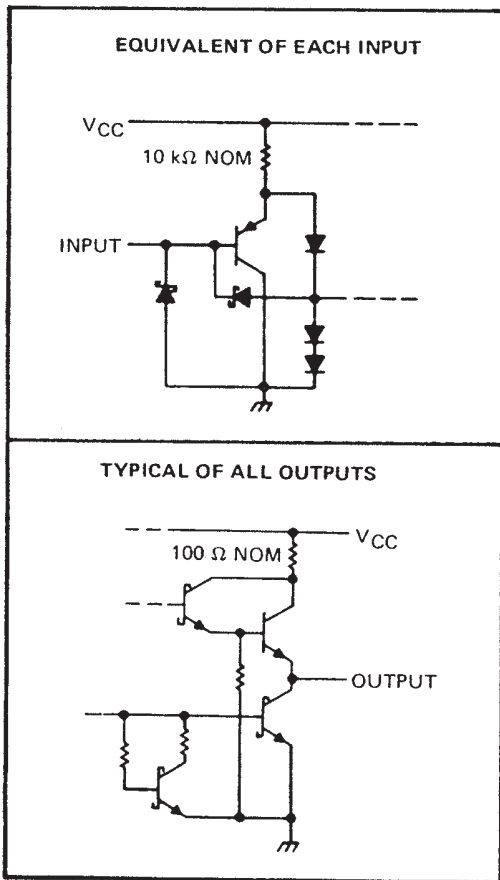 EQUIVALENT OF EACH INPUT
VCC
10 kΩ NOM
INPUT
TYPICAL OF ALL OUTPUTS
VCC
100 Ω NOM
OUTPUT